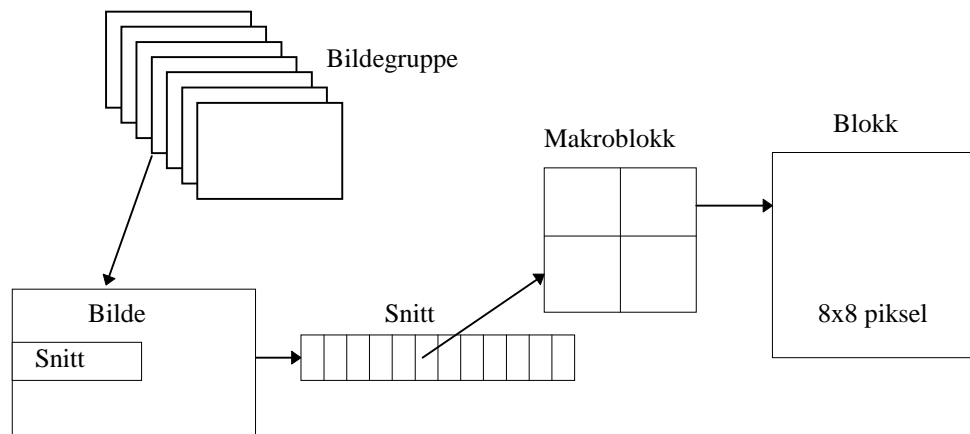 Bildegruppe
Makroblokk
Blokk
8x8 piksel
Bilde
Snitt
Snitt